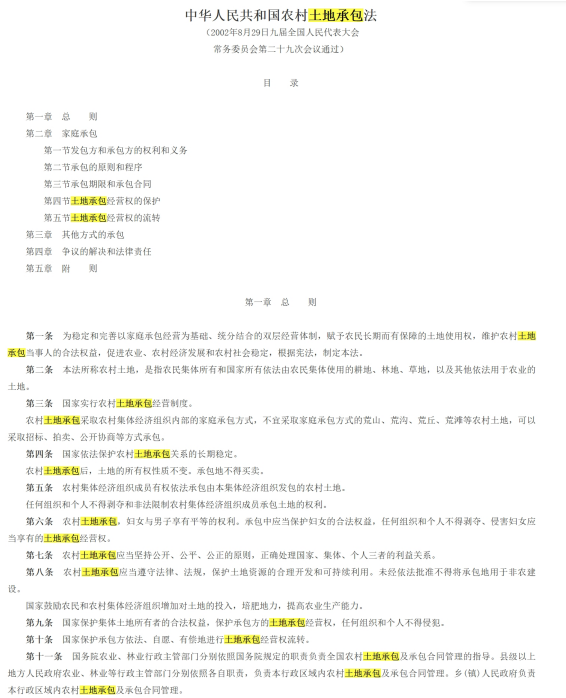 中华人民共和国农村土地承包法
（2002年8月29日九届全国人民代表大会
常务委员会第二十九次会议通过）
目 录
第一章 总 则
第二章 家庭承包
第一节发包方和承包方的权利和义务
第二节承包的原则和程序
第三节承包期限和承包合同
第四节土地承包经营权的保护
第五节土地承包经营权的流转
第三章 其他方式的承包
第四章 争议的解决和法律责任
第五章 附 则
第一章 总 则
第一条 为稳定和完善以家庭承包经营为基础、统分结合的双层经营体制，赋予农民长期而有保障的土地使用权，维护农村土地
承包当事人的合法权益，促进农业、农村经济发展和农村社会稳定，根据宪法，制定本法。
第二条 本法所称农村土地，是指农民集体所有和国家所有依法由农民集体使用的耕地、林地、草地，以及其他依法用于农业的
土地。
第三条 国家实行农村土地承包经营制度。
农村土地承包采取农村集体经济组织内部的家庭承包方式，不宜采取家庭承包方式的荒山、荒沟、荒丘、荒滩等农村土地，可以
采取招标、拍卖、公开协商等方式承包。
第四条 国家依法保护农村土地承包关系的长期稳定。
农村土地承包后，土地的所有权性质不变。承包地不得买卖。
第五条 农村集体经济组织成员有权依法承包由本集体经济组织发包的农村土地。
任何组织和个人不得剥夺和非法限制农村集体经济组织成员承包土地的权利。
第六条 农村土地承包，妇女与男子享有平等的权利。承包中应当保护妇女的合法权益，任何组织和个人不得剥夺、侵害妇女应
当享有的土地承包经营权。
第七条 农村土地承包应当坚持公开、公平、公正的原则，正确处理国家、集体、个人三者的利益关系。
第八条 农村土地承包应当遵守法律、法规，保护土地资源的合理开发和可持续利用。未经依法批准不得将承包地用于非农建
设。
国家鼓励农民和农村集体经济组织增加对土地的投入，培肥地力，提高农业生产能力。
第九条 国家保护集体土地所有者的合法权益，保护承包方的土地承包经营权，任何组织和个人不得侵犯。
第十条 国家保护承包方依法、自愿、有偿地进行土地承包经营权流转。
第十一条 国务院农业、林业行政主管部门分别依照国务院规定的职责负责全国农村土地承包及承包合同管理的指导。县级以上
地方人民政府农业、林业等行政主管部门分别依照各自职责，负责本行政区域内农村土地承包及承包合同管理。乡(镇)人民政府负责
本行政区域内农村土地承包及承包合同管理。